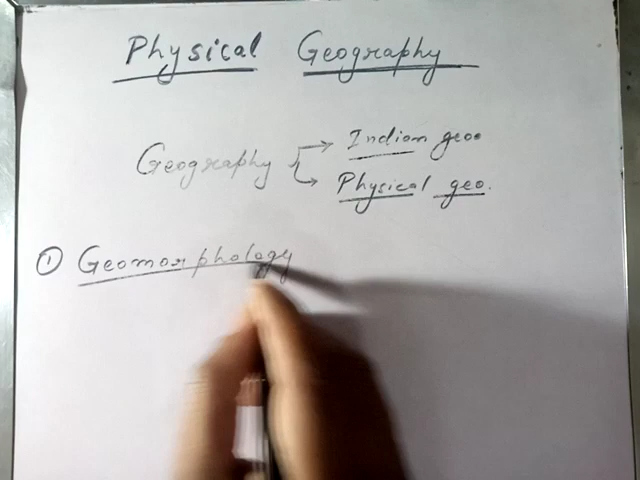 Physical Geography
Geography → Indian geo
→ Physical geo.
① Geomorphology